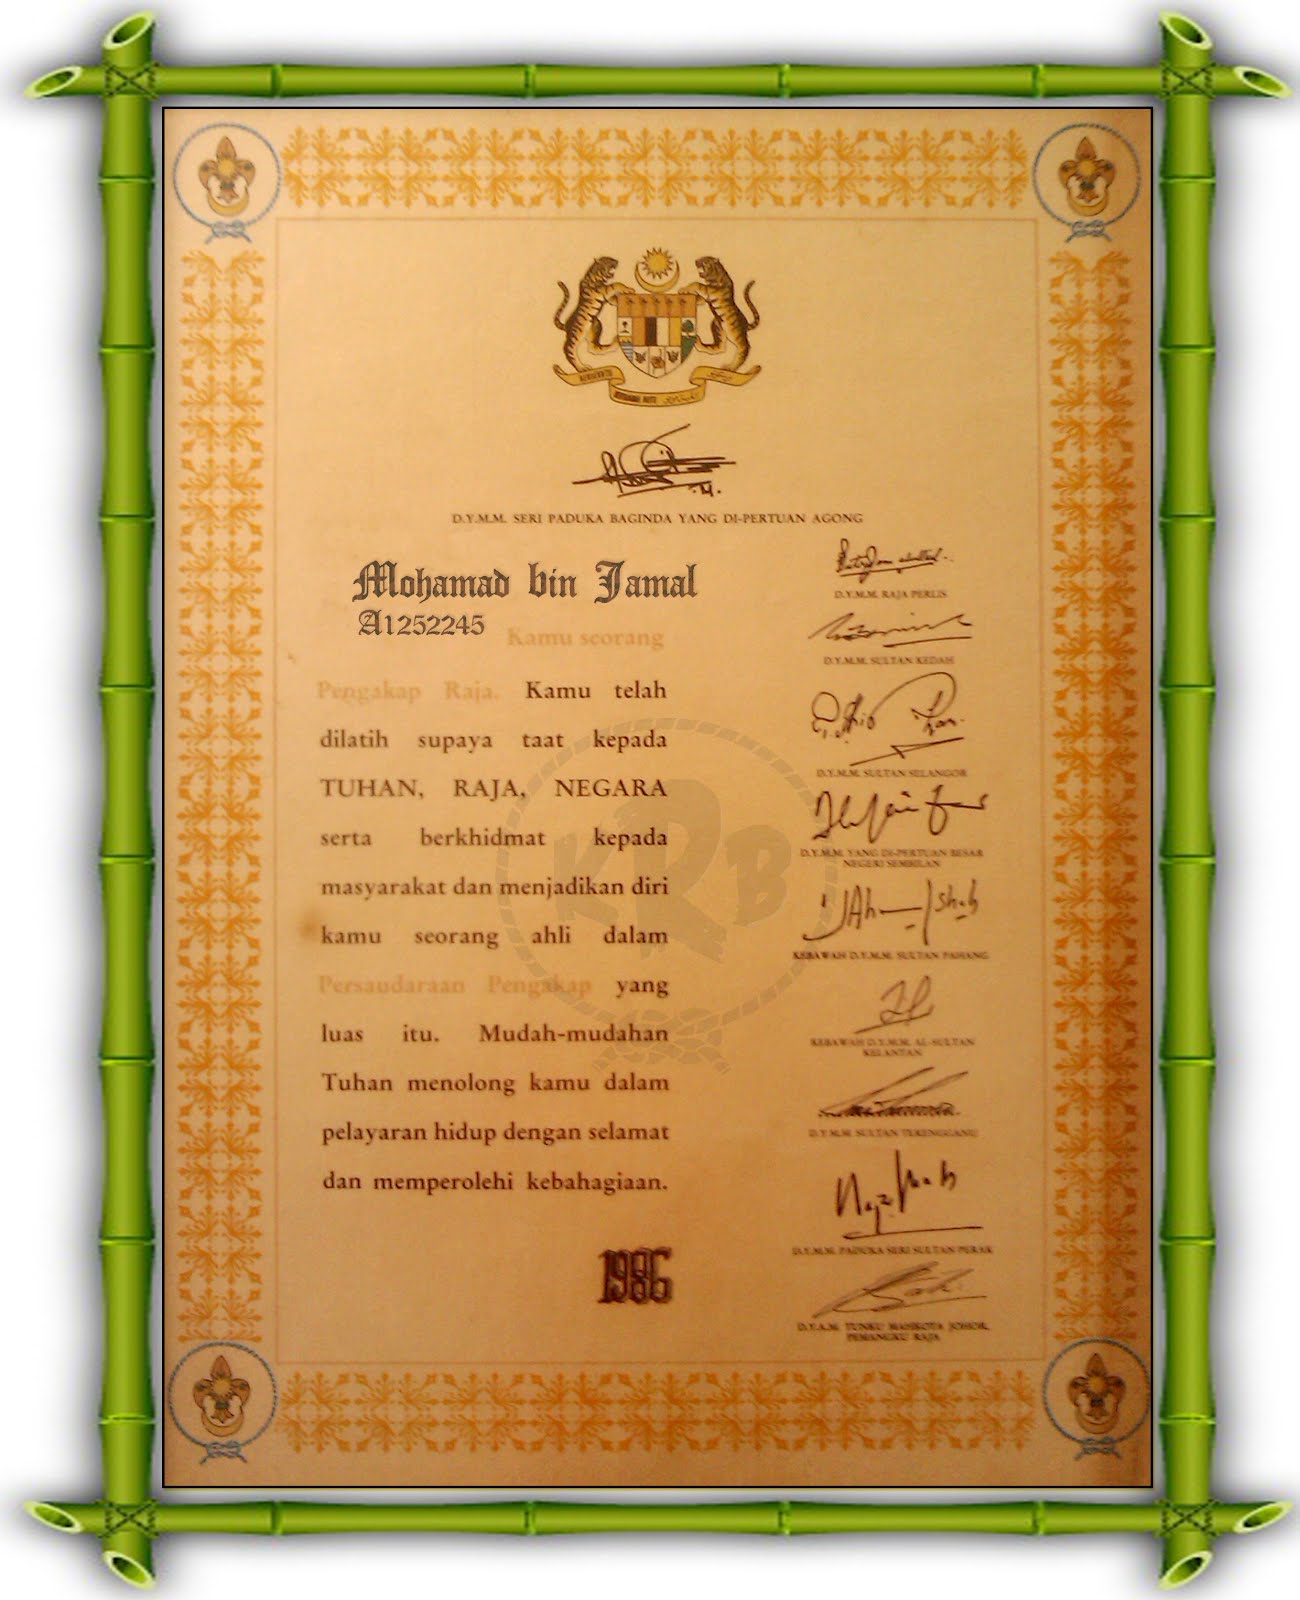 D.Y.M.M. SERI PADUKA BAGINDA YANG DI-PERTUAN AGONG
Mohamad bin Jamal
A1252245
Kamu seorang
Pengakap Raja. Kamu telah
dilatih supaya taat kepada
TUHAN, RAJA, NEGARA
serta berkhidmat kepada
masyarakat dan menjadikan diri
kamu seorang ahli dalam
Persaudaraan Pengakap yang
luas itu. Mudah-mudahan
Tuhan menolong kamu dalam
pelayaran hidup dengan selamat
dan memperolehi kebahagiaan.
1986
KRB
D.Y.M.M. RAJA PERLIS
D.Y.M.M. SULTAN KEDAH
D.Y.M.M. SULTAN SELANGOR
D.Y.M.M. YANG DI-PERTUAN BESAR
NEGERI SEMBILAN
KEBAWAH D.Y.M.M. SULTAN PAHANG
KEBAWAH D.Y.M.M. AL-SULTAN
KELANTAN
D.Y.M.M. SULTAN TERENGGANU
D.Y.M.M. PADUKA SERI SULTAN PERAK
D.Y.A.M. TUNKU MAHKOTA JOHOR,
PEMANGKU RAJA